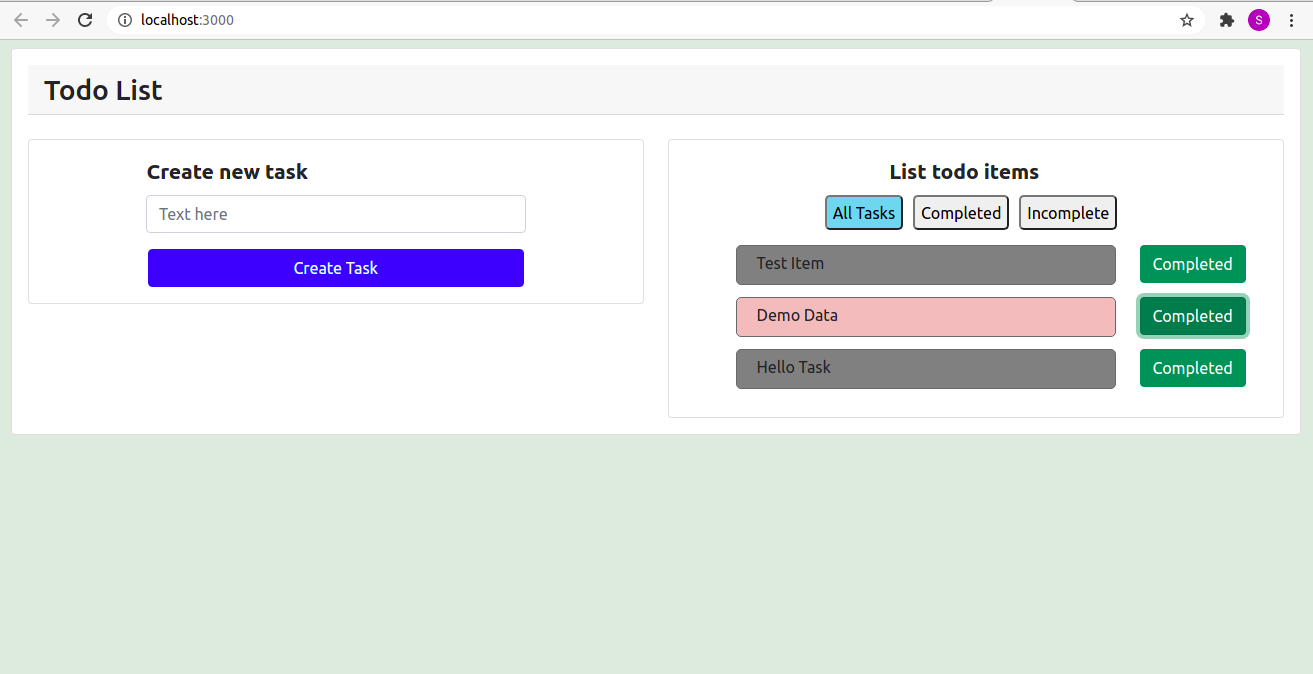 localhost:3000
S
Todo List
Create new task
Text here
Create Task
List todo items
All Tasks Completed Incomplete
Test Item Completed
Demo Data Completed
Hello Task Completed